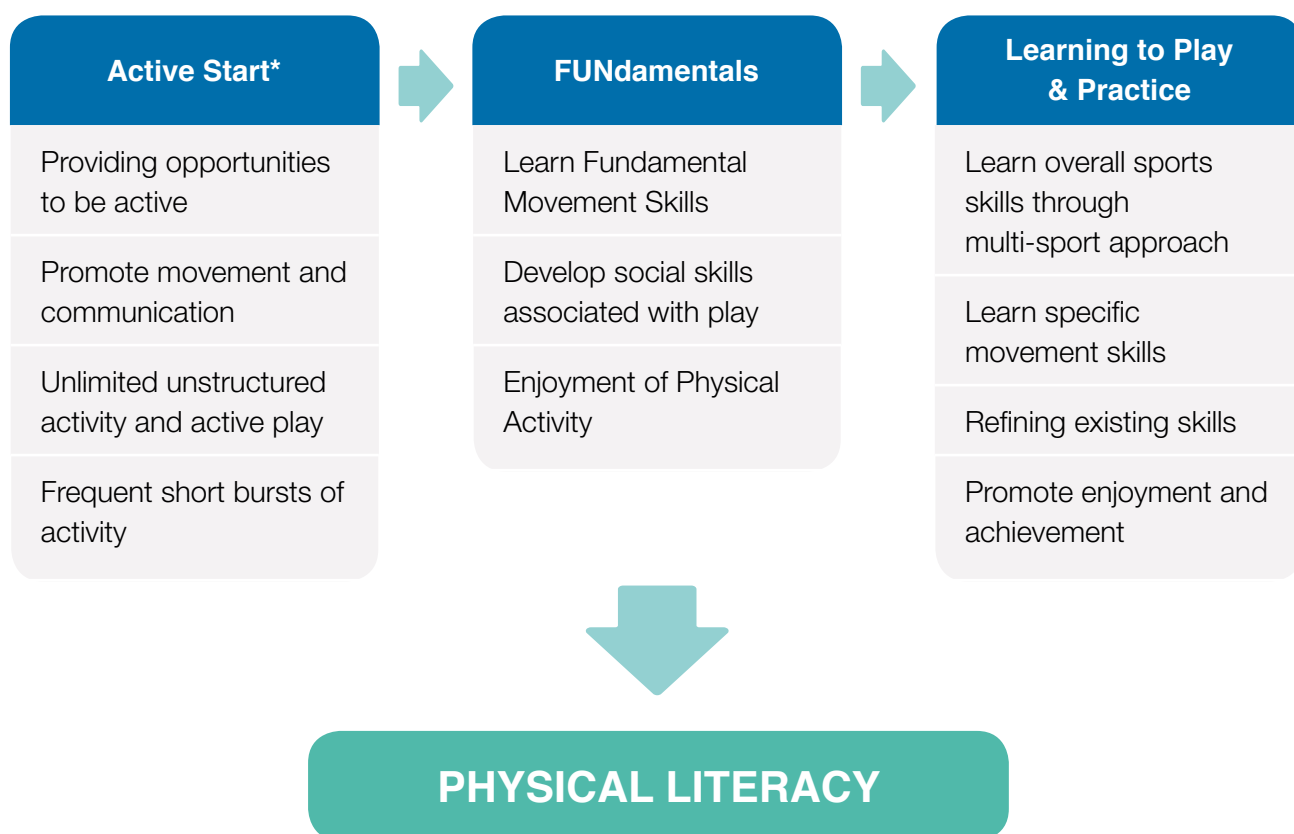 Active Start*
Providing opportunities
to be active
Promote movement and
communication
Unlimited unstructured
activity and active play
Frequent short bursts of
activity
FUNdamentals
Learn Fundamental
Movement Skills
Develop social skills
associated with play
Enjoyment of Physical
Activity
Learning to Play
& Practice
Learn overall sports
skills through
multi-sport approach
Learn specific
movement skills
Refining existing skills
Promote enjoyment and
achievement
PHYSICAL LITERACY